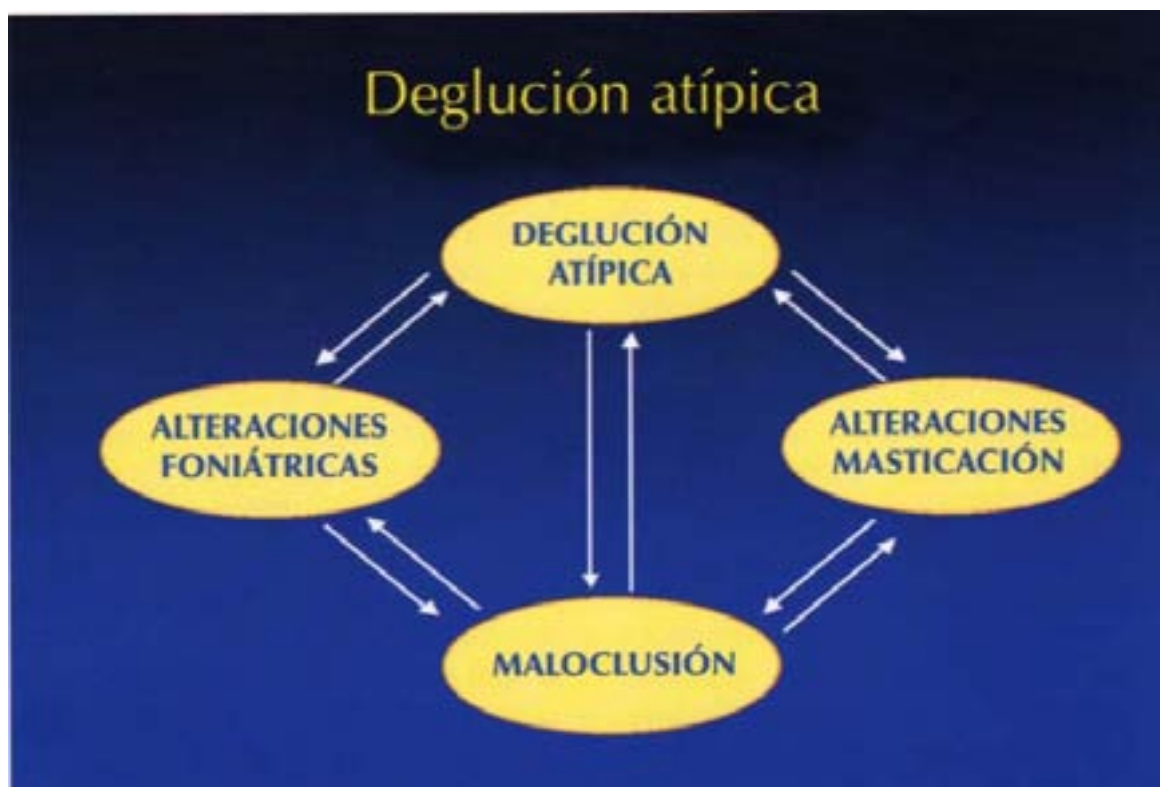 Deglución atípica
DEGLUCIÓN
ATÍPICA
ALTERACIONES
FONIÁTRICAS
ALTERACIONES
MASTICACIÓN
MALOCLUSIÓN